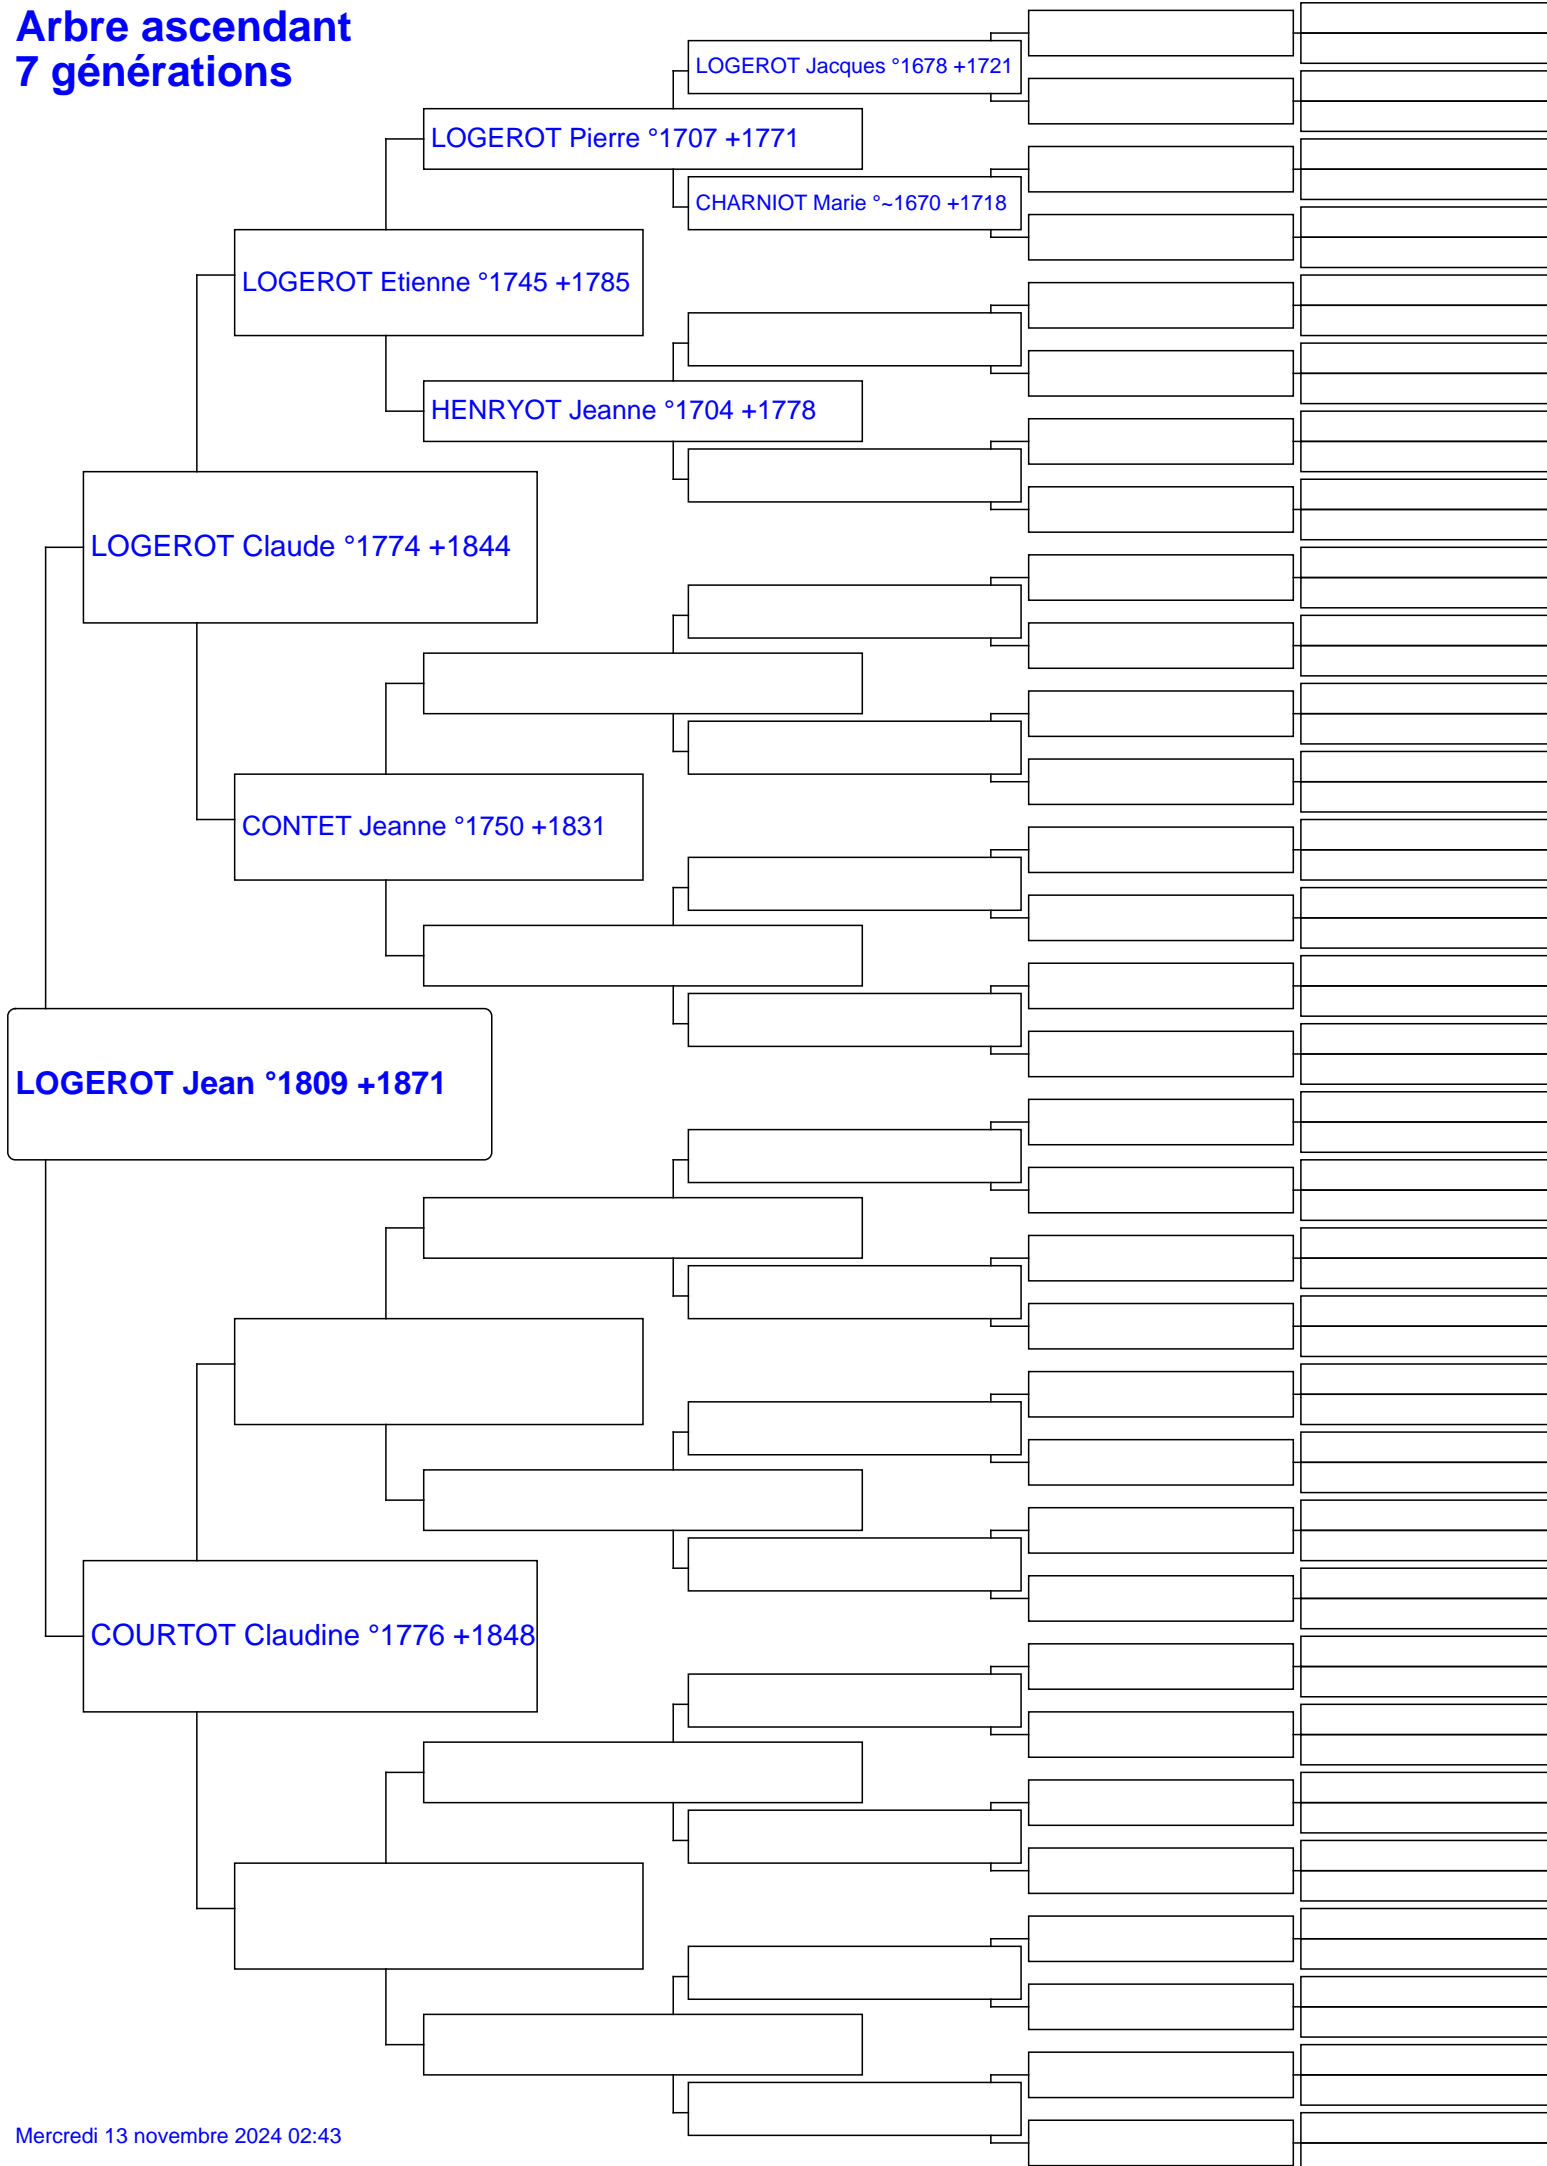 Arbre ascendant
7 générations
LOGEROT Jacques °1678 +1721
LOGEROT Pierre °1707 +1771
CHARNIOT Marie °~1670 +1718
LOGEROT Etienne °1745 +1785
HENRYOT Jeanne °1704 +1778
LOGEROT Claude °1774 +1844
CONTET Jeanne °1750 +1831
LOGEROT Jean °1809 +1871
COURTOT Claudine °1776 +1848
Mercredi 13 novembre 2024 02:43